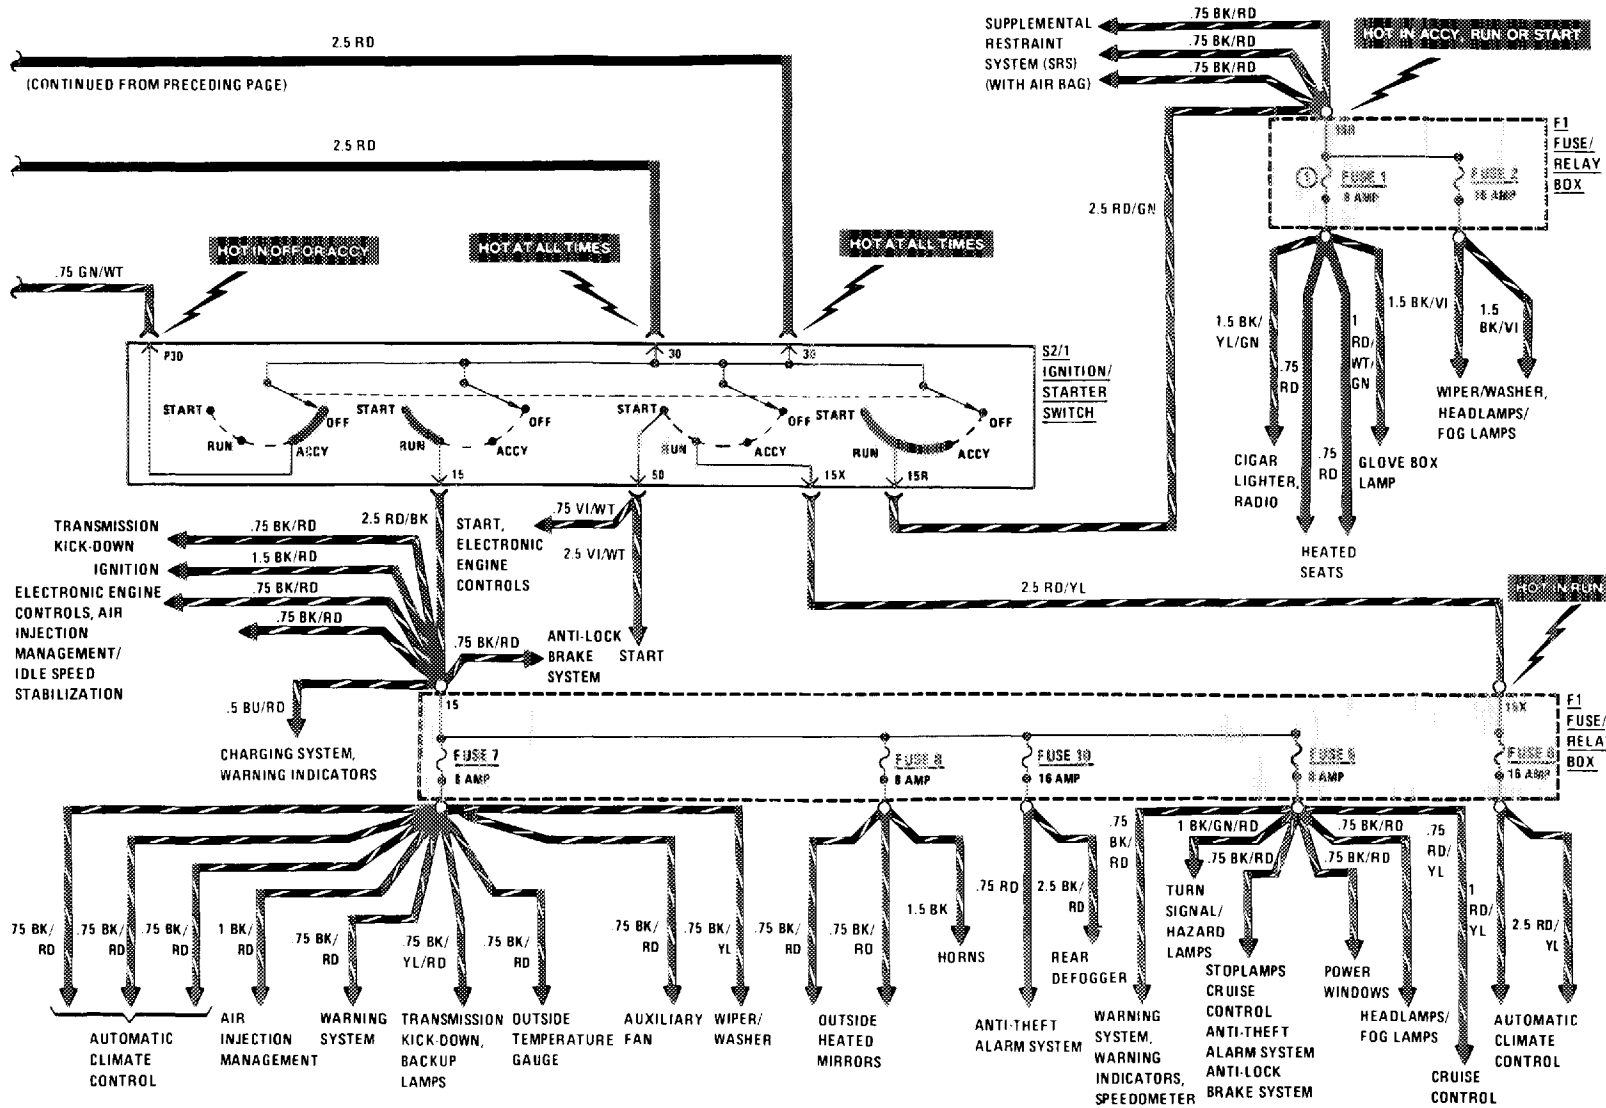 2.5 RD
(CONTINUED FROM PRECEDING PAGE)
2.5 RD
.75 GN/WT
HOT IN OFF OR ACCY
HOT AT ALL TIMES
HOT AT ALL TIMES
SUPPLEMENTAL
RESTRAINT
SYSTEM (SRS)
(WITH AIR BAG)
.75 BK/RD
.75 BK/RD
.75 BK/RD
HOT IN ACCY RUN OR START
2.5 RD/GN
15R
FUSE 1
8 AMP
FUSE 2
16 AMP
F1
FUSE/
RELAY
BOX
1.5 BK/
YL/GN
.75
RD
1
RD/
WT/
GN
.75
RD
1.5 BK/VI
1.5
BK/VI
CIGAR
LIGHTER,
RADIO
GLOVE BOX
LAMP
HEATED
SEATS
WIPER/WASHER,
HEADLAMPS/
FOG LAMPS
P30
30
30
S2/1
IGNITION/
STARTER
SWITCH
START
RUN
ACCY
OFF
START
RUN
ACCY
OFF
START
RUN
ACCY
OFF
START
RUN
ACCY
OFF
15
50
15X
15R
TRANSMISSION
KICK-DOWN
IGNITION
ELECTRONIC ENGINE
CONTROLS, AIR
INJECTION
MANAGEMENT/
IDLE SPEED
STABILIZATION
.75 BK/RD
1.5 BK/RD
.75 BK/RD
.75 BK/RD
2.5 RD/BK
START,
ELECTRONIC
ENGINE
CONTROLS
.75 VI/WT
2.5 VI/WT
.75 BK/RD
ANTI-LOCK
BRAKE
SYSTEM
START
2.5 RD/YL
HOT IN RUN
.5 BU/RD
CHARGING SYSTEM,
WARNING INDICATORS
15
FUSE 7
8 AMP
FUSE 8
8 AMP
FUSE 10
16 AMP
8 AMP
15X
FUSE 6
16 AMP
F1
FUSE/
RELA
BOX
.75 BK/
RD
.75 BK/
RD
.75 BK/
RD
1 BK/
RD
.75 BK/
RD
.75 BK/
YL/RD
.75 BK/
RD
.75 BK/
RD
.75 BK/
YL
.75 BK/
RD
.75 BK/
RD
1.5 BK
.75 RD
2.5 BK/
RD
.75
BK/
RD
1 BK/GN/RD
.75 BK/RD
.75 BK/RD
.75 BK/RD
.75
RD/
YL
1
RD/
YL
2.5 RD/
YL
AUTOMATIC
CLIMATE
CONTROL
AIR
INJECTION
MANAGEMENT
WARNING
SYSTEM
TRANSMISSION
KICK-DOWN,
BACKUP
LAMPS
OUTSIDE
TEMPERATURE
GAUGE
AUXILIARY
FAN
WIPER/
WASHER
OUTSIDE
HEATED
MIRRORS
HORNS
ANTI-THEFT
ALARM SYSTEM
REAR
DEFOGGER
WARNING
SYSTEM,
WARNING
INDICATORS,
SPEEDOMETER
TURN
SIGNAL/
HAZARD
LAMPS
STOPLAMPS
CRUISE
CONTROL
ANTI-THEFT
ALARM SYSTEM
ANTI-LOCK
BRAKE SYSTEM
POWER
WINDOWS
HEADLAMPS/
FOG LAMPS
CRUISE
CONTROL
AUTOMATIC
CLIMATE
CONTROL